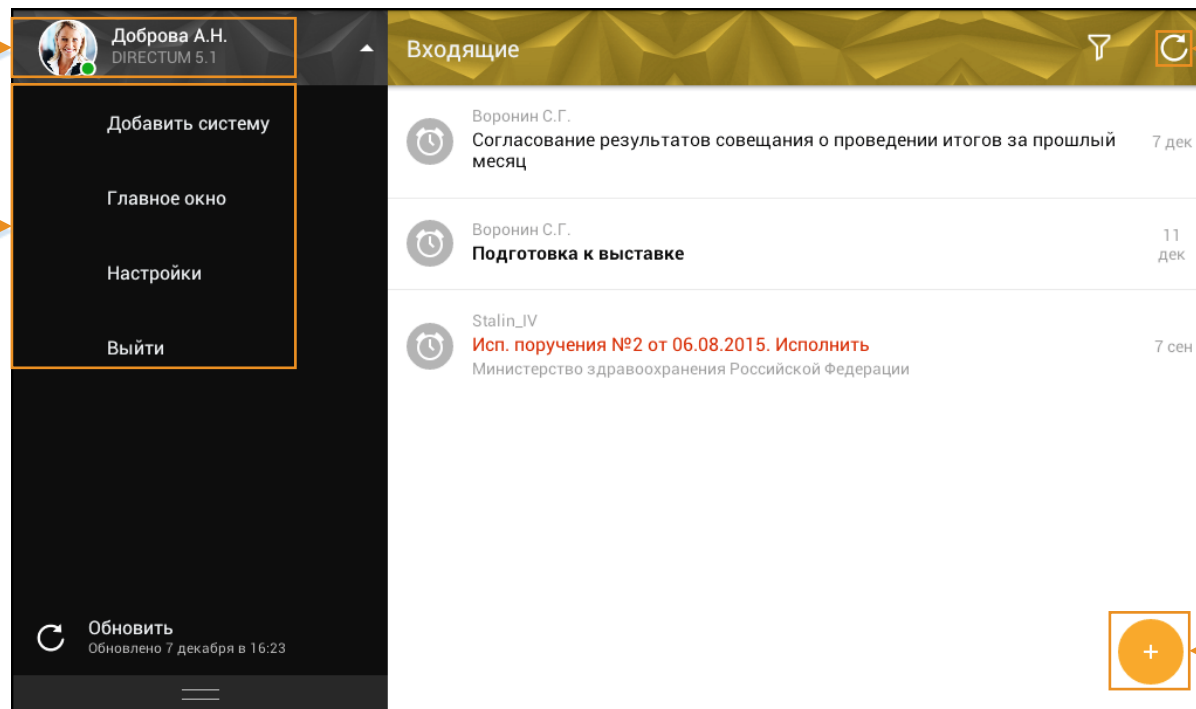 Доброва А.Н.
DIRECTUM 5.1
Добавить систему
Главное окно
Настройки
Выйти
Обновить
Обновлено 7 декабря в 16:23
Входящие
Воронин С.Г.
Согласование результатов совещания о проведении итогов за прошлый
месяц
7 дек
Воронин С.Г.
Подготовка к выставке
11
дек
Stalin_IV
Исп. поручения №2 от 06.08.2015. Исполнить
Министерство здравоохранения Российской Федерации
7 сен
+